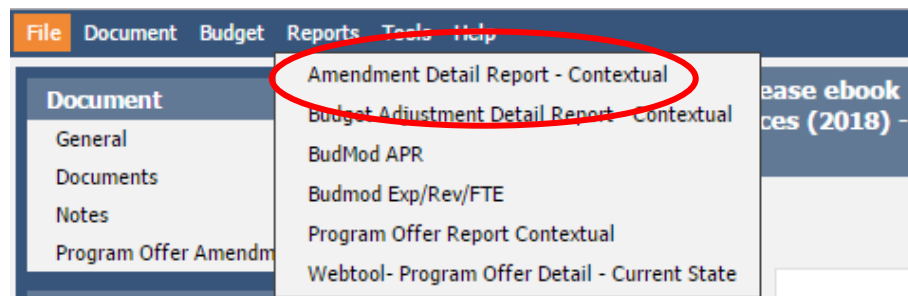 File Document Budget Reports Tools Help
Amendment Detail Report - Contextual
Budget Adjustment Detail Report - Contextual
BudMod APR
Budmod Exp/Rev/FTE
Program Offer Report Contextual
Webtool- Program Offer Detail - Current State
Document
General
Documents
Notes
Program Offer Amendm
ease ebook
ces (2018) -